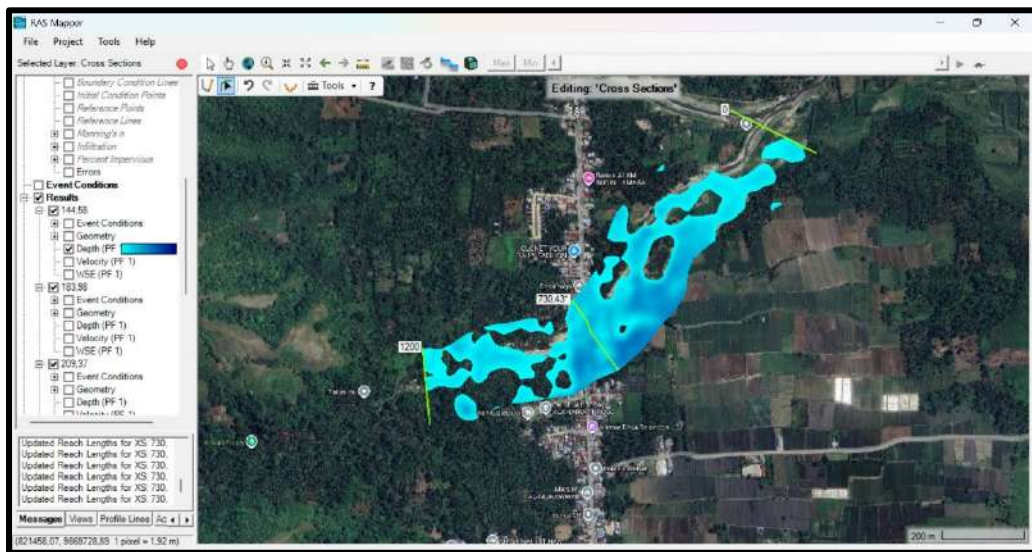 RAS Mapper
File Project Tools Help
Selected Layer: Cross Sections
Max Min
Tools ?
Editing: "Cross Sections"
Boundary Condition Lines
Initial Condition Points
Reference Points
Reference Lines
Manning's n
Infiltration
Percent Impervious
Errors
Event Conditions
Results
144,58
Event Conditions
Geometry
Depth (PF
Velocity (PF 1)
WSE (PF 1)
183,98
Event Conditions
Geometry
Depth (PF 1)
Velocity (PF 1)
WSE (PF 1)
209,37
Event Conditions
Geometry
Depth (PF 1)
Velocity (PF 1)
0
730.43*
1200
Updated Reach Lengths for XS: 730.
Updated Reach Lengths for XS: 730.
Updated Reach Lengths for XS: 730.
Updated Reach Lengths for XS: 730.
Updated Reach Lengths for XS: 730.
Messages Views Profile Lines Ac
200 m
(821458.07, 9868728.89 1 pixel = 1.92 m)